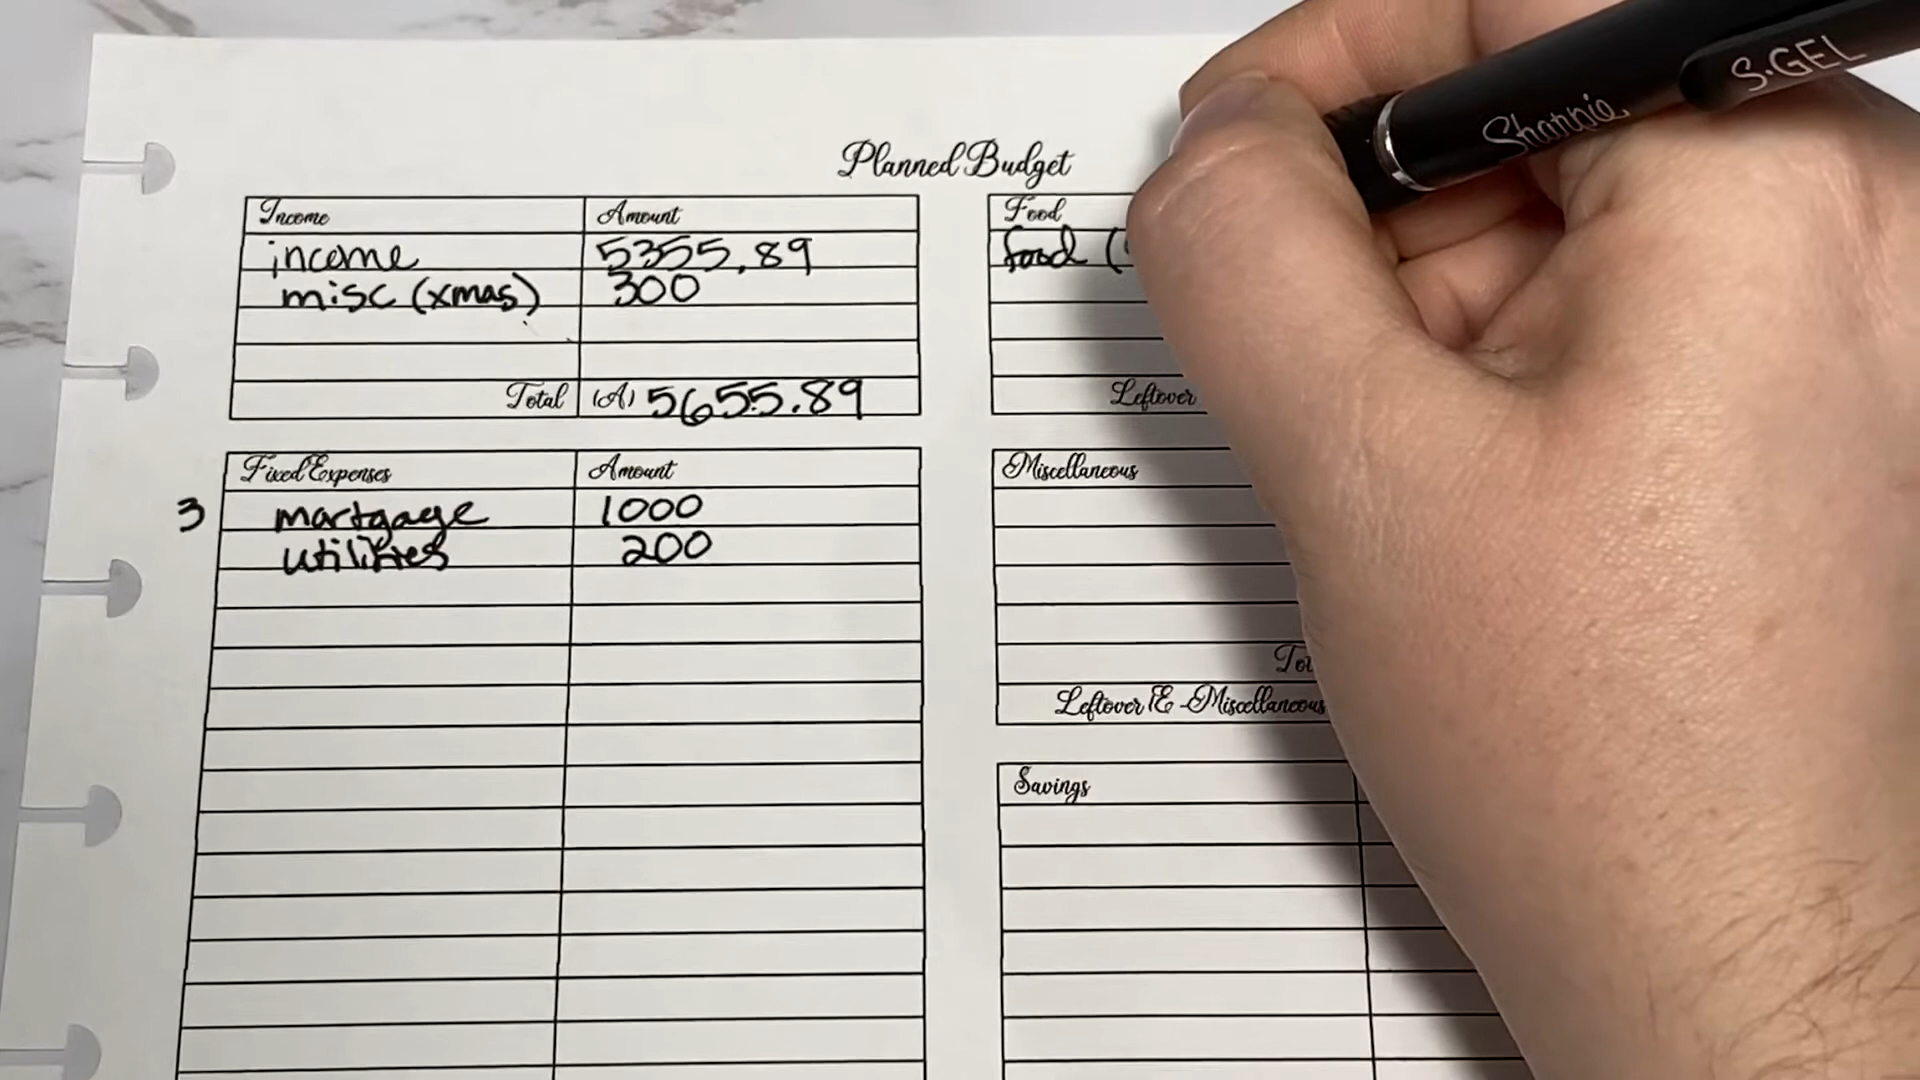 Planned Budget
Income Amount
income 5355.89
misc (xmas) 300
Total (A) 5655.89
Fixed Expenses Amount
3 mortgage 1000
utilities 200
Food
food (
Leftover
Miscellaneous
Leftover (E - Miscellaneous
Savings
Sharpie S·GEL